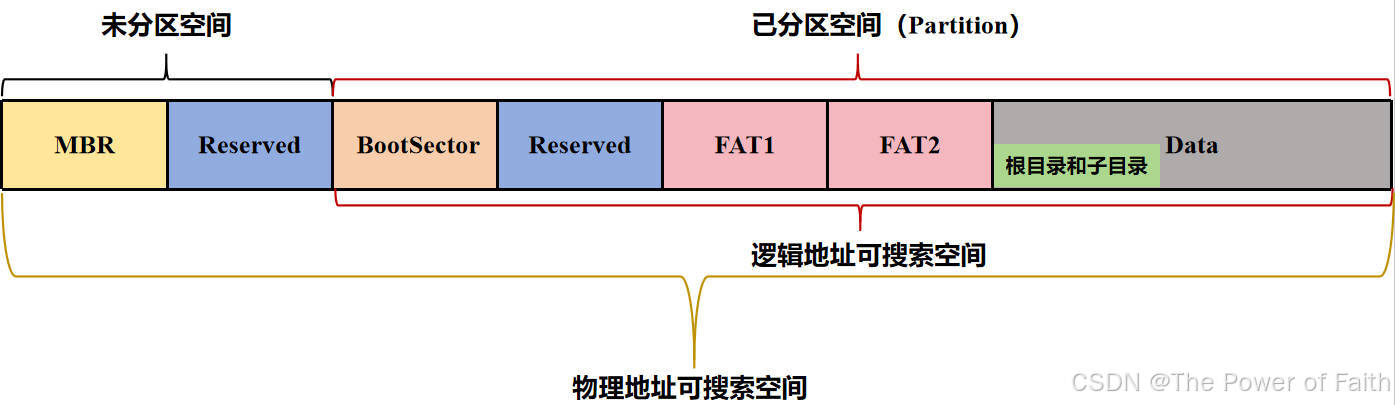 未分区空间
已分区空间（Partition）
MBR
Reserved
BootSector
Reserved
FAT1
FAT2
Data
根目录和子目录
逻辑地址可搜索空间
物理地址可搜索空间
CSDN @The Power of Faith